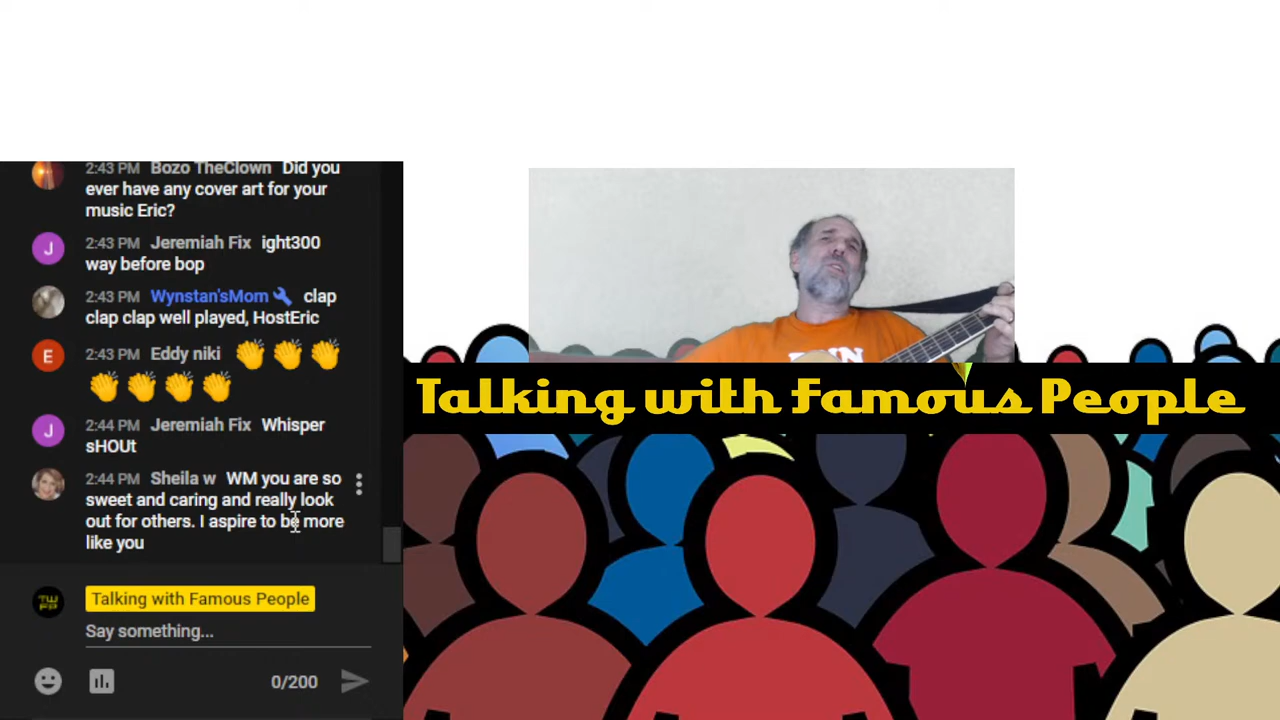 2:43 PM Bozo TheClown Did you
ever have any cover art for your
music Eric?
2:43 PM Jeremiah Fix ight300
way before bop
2:43 PM Wynstan'sMom clap
clap clap well played, HostEric
2:43 PM Eddy niki
2:44 PM Jeremiah Fix Whisper
sHOUt
2:44 PM Sheila w WM you are so
sweet and caring and really look
out for others. I aspire to be more
like you
Talking with Famous People
Say something...
0/200
J
E
J
TW
FP
Talking with Famous People